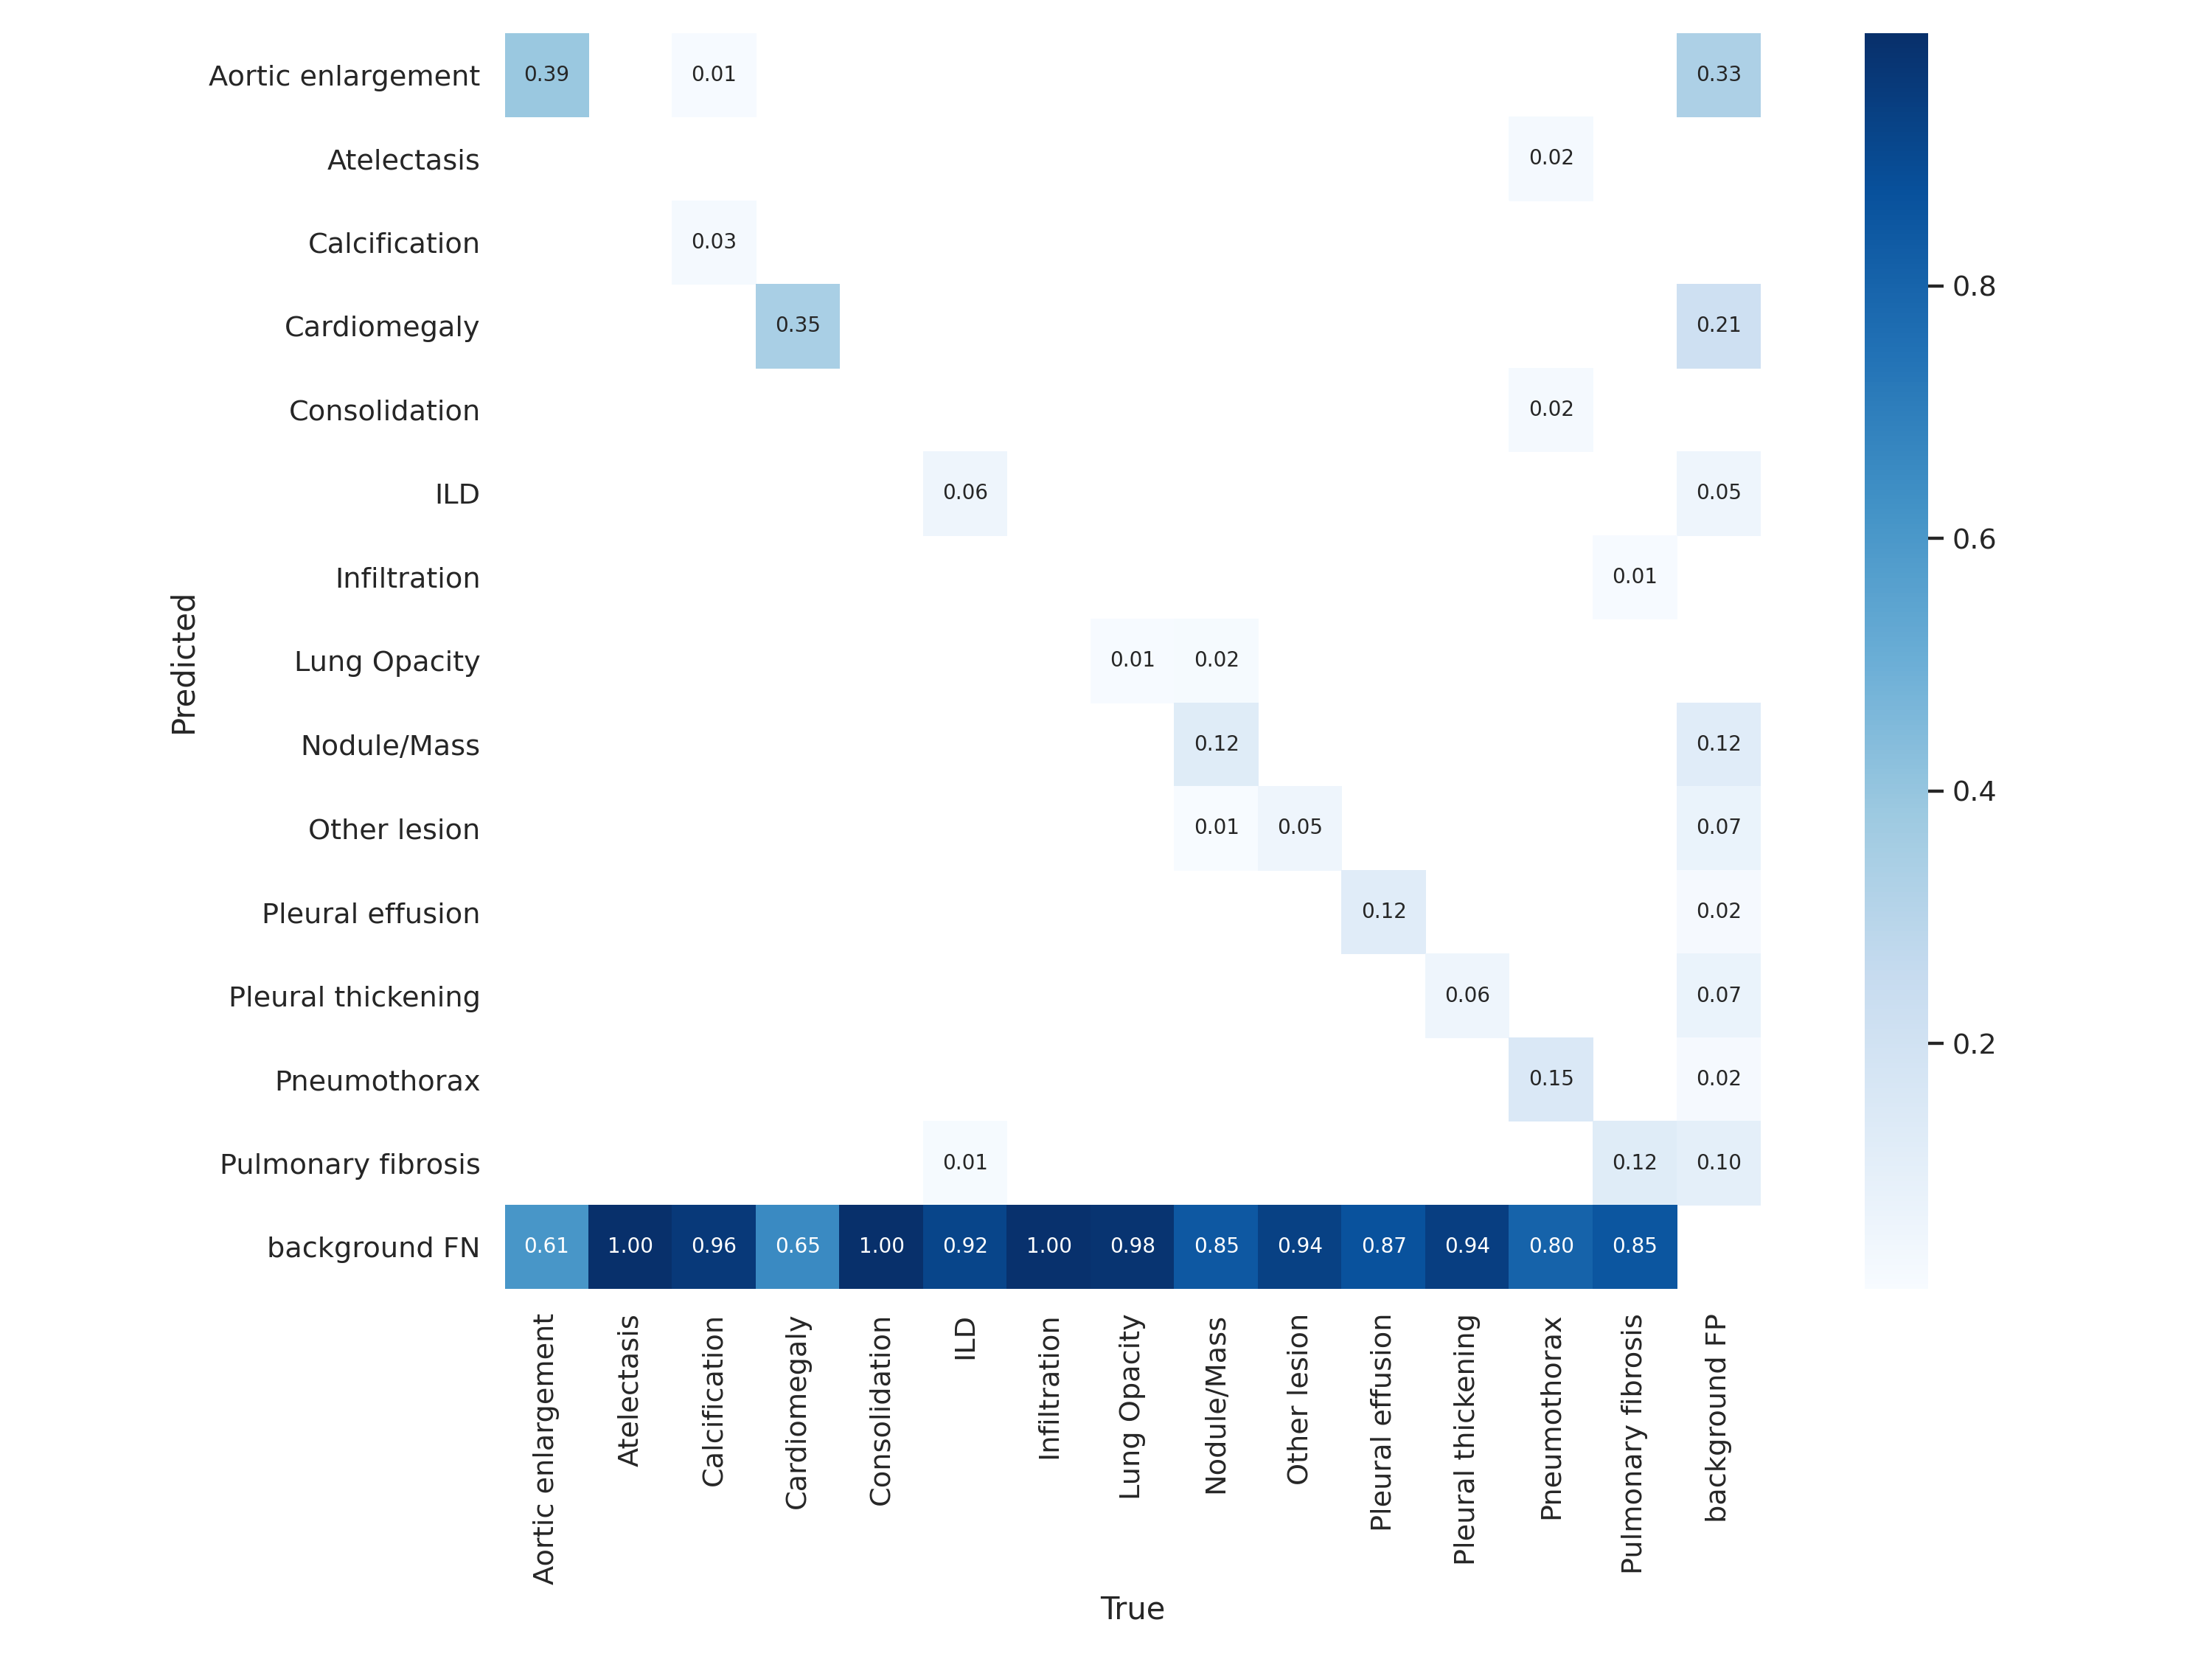 Aortic enlargement 0.39 0.01 0.33
Atelectasis 0.02
Calcification 0.03
Cardiomegaly 0.35 0.21
Consolidation 0.02
ILD 0.06 0.05
Infiltration 0.01
Lung Opacity 0.01 0.02
Nodule/Mass 0.12 0.12
Other lesion 0.01 0.05 0.07
Pleural effusion 0.12 0.02
Pleural thickening 0.06 0.07
Pneumothorax 0.15 0.02
Pulmonary fibrosis 0.01 0.12 0.10
background FN 0.61 1.00 0.96 0.65 1.00 0.92 1.00 0.98 0.85 0.94 0.87 0.94 0.80 0.85
Predicted
Aortic enlargement
Atelectasis
Calcification
Cardiomegaly
Consolidation
ILD
Infiltration
Lung Opacity
Nodule/Mass
Other lesion
Pleural effusion
Pleural thickening
Pneumothorax
Pulmonary fibrosis
background FP
True
0.8
0.6
0.4
0.2